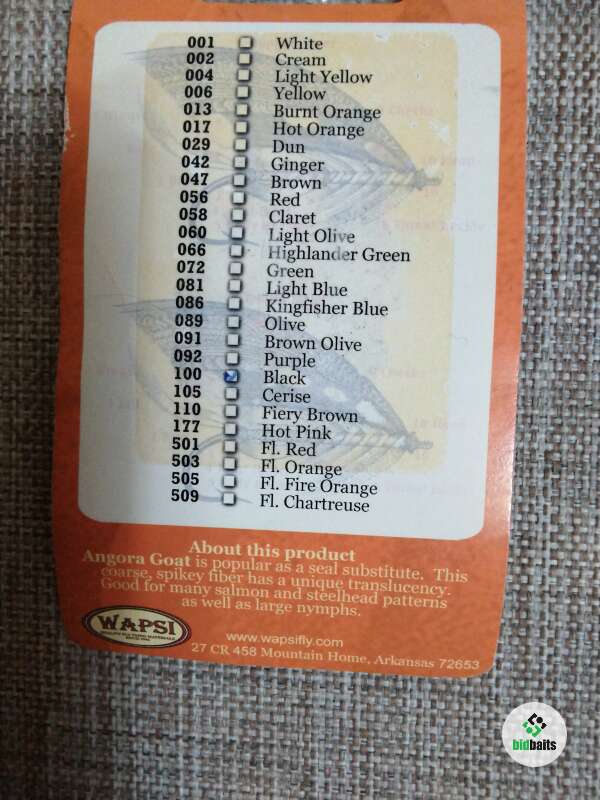 001 White
002 Cream
004 Light Yellow
006 Yellow
013 Burnt Orange
017 Hot Orange
029 Dun
042 Ginger
047 Brown
056 Red
058 Claret
060 Light Olive
066 Highlander Green
072 Green
081 Light Blue
086 Kingfisher Blue
089 Olive
091 Brown Olive
092 Purple
100 Black
105 Cerise
110 Fiery Brown
177 Hot Pink
501 Fl. Red
503 Fl. Orange
505 Fl. Fire Orange
509 Fl. Chartreuse
About this product
Angora Goat is popular as a seal substitute. This
coarse, spikey fiber has a unique translucency.
Good for many salmon and steelhead patterns
as well as large nymphs.
WAPSI
www.wapsifly.com
27 CR 458 Mountain Home, Arkansas 72653
bidbaits